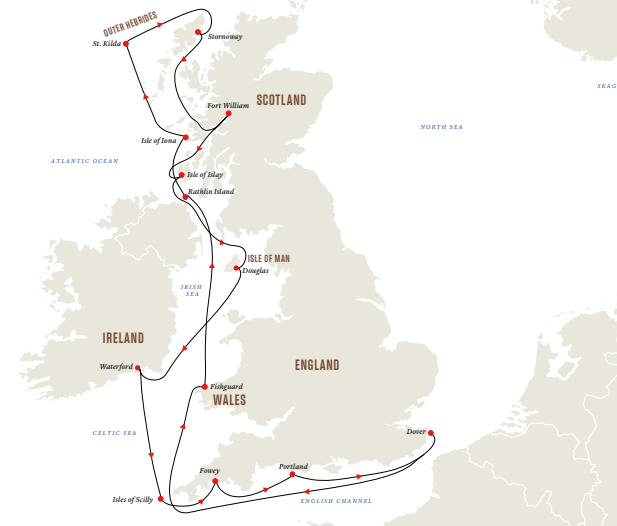 OUTER HEBRIDES
St. Kilda
Stornoway
SKAG
Fort William
SCOTLAND
NORTH SEA
Isle of Iona
ATLANTIC OCEAN
Isle of Islay
Rathlin Island
ISLE OF MAN
Douglas
IRISH
SEA
IRELAND
Waterford
ENGLAND
Fishguard
WALES
CELTIC SEA
Dover
Fowey
Portland
Isles of Scilly
ENGLISH CHANNEL